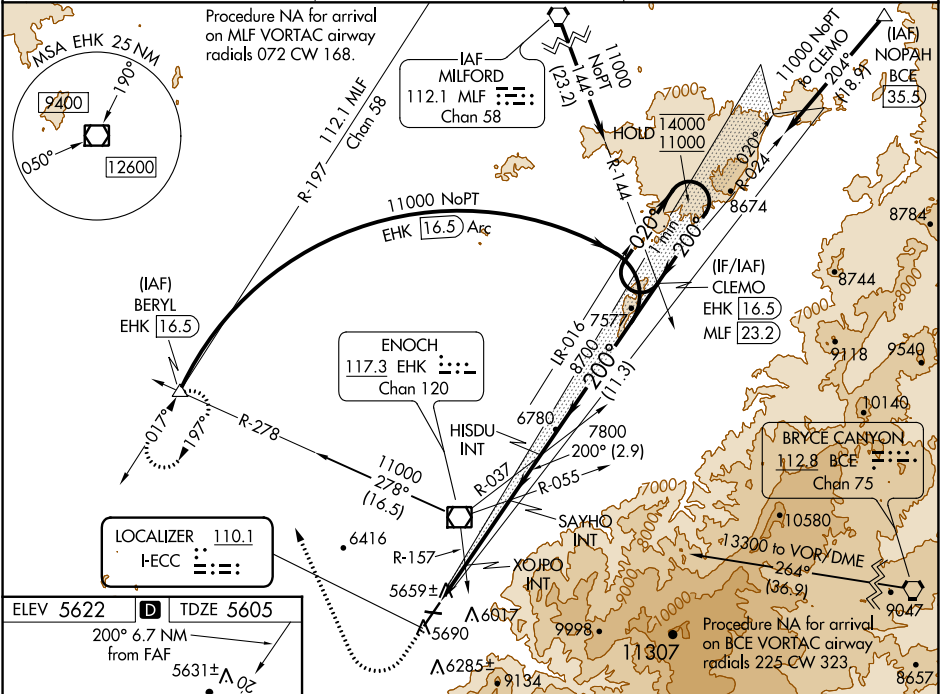 Procedure NA for arrival
on MLF VORTAC airway
radials 072 CW 168.
MSA EHK 25 NM
190°
9400
050°
12600
112.1 MLF
Chan 58
R-197
IAF
MILFORD
112.1 MLF
Chan 58
11000
NoPT
144°
(23.2)
R-144
HOLD
14000
11000
7000
11000 NoPT
to CLEMO
204°
(18.9)
(IAF)
NOPAH
BCE
35.5
020°
R-024
8674
8784
11000 NoPT
EHK 16.5 Arc
020°
1 min
200°
(IF/IAF)
CLEMO
EHK 16.5
MLF 23.2
8744
8000
(IAF)
BERYL
EHK 16.5
7577
LR-016
8700
200°
(11.3)
9118
9540
ENOCH
117.3 EHK
Chan 120
017°
197°
R-278
11000
278°
(16.5)
6780
HISDU
INT
7800
200° (2.9)
R-037
R-055
10140
BRYCE CANYON
112.8 BCE
Chan 75
7000
SAYHO
INT
10580
LOCALIZER 110.1
I-ECC
6416
R-157
XOJPO
INT
13300 to VOR/DME
264°
(36.9)
9047
5659±
6017
5690
ELEV 5622
D
TDZE 5605
200° 6.7 NM
from FAF
5631±
20
6285±
9134
9998
11307
Procedure NA for arrival
on BCE VORTAC airway
radials 225 CW 323.
8657